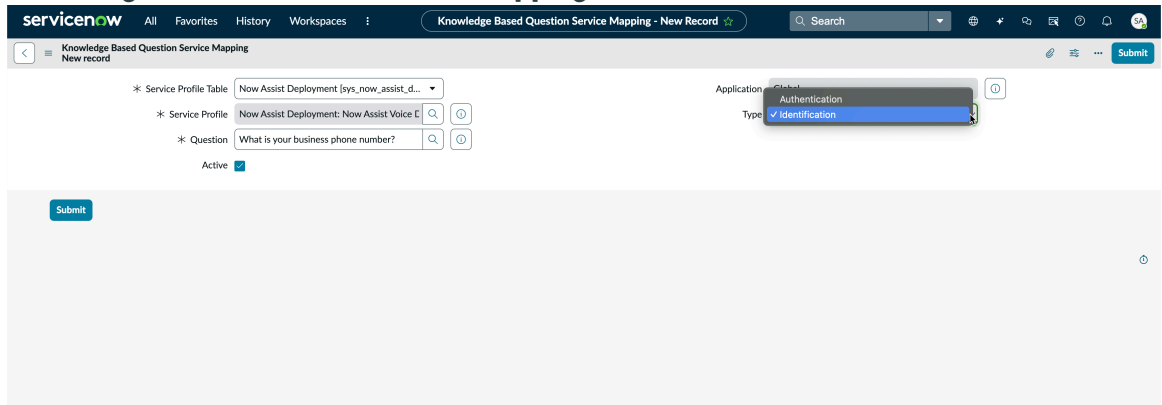 servicenow All Favorites History Workspaces Knowledge Based Question Service Mapping - New Record Search SA
Knowledge Based Question Service Mapping
New record
Submit
Service Profile Table Now Assist Deployment [sys_now_assist_d...
Application Global
Authentication
Service Profile Now Assist Deployment: Now Assist Voice D
Type ✓ Identification
Question What is your business phone number?
Active
Submit